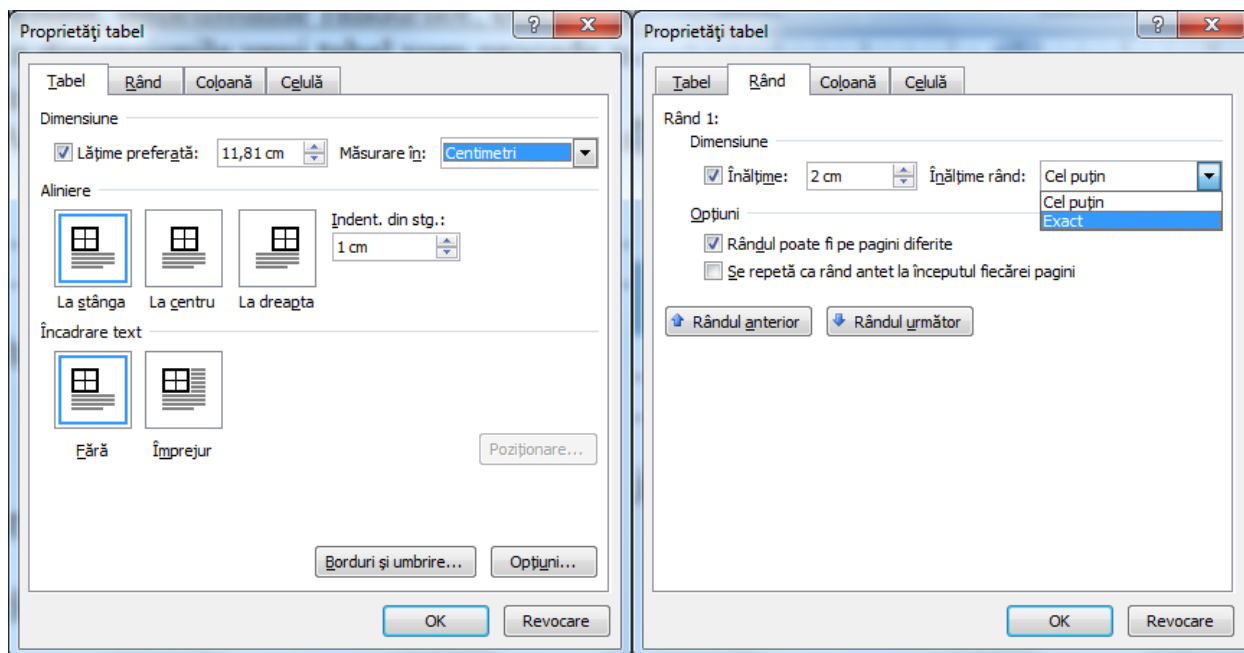 Proprietăți tabel
Tabel Rând Coloană Celulă
Dimensiune
Lățime preferată: 11,81 cm Măsurare în: Centimetri
Aliniere
Indent. din stg.:
1 cm
La stânga La centru La dreapta
Încadrare text
Fără Împrejur
Poziționare...
Borduri și umbrire... Opțiuni...
OK Revocare
Proprietăți tabel
Tabel Rând Coloană Celulă
Rând 1:
Dimensiune
Înălțime: 2 cm Înălțime rând: Cel puțin
Cel puțin
Exact
Opțiuni
Rândul poate fi pe pagini diferite
Se repetă ca rând antet la începutul fiecărei pagini
Rândul anterior Rândul următor
OK Revocare